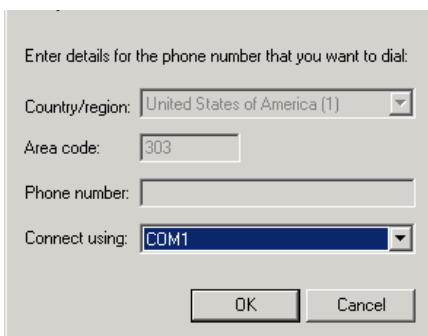 Enter details for the phone number that you want to dial:
Country/region: United States of America (1)
Area code: 303
Phone number:
Connect using: COM1
OK Cancel